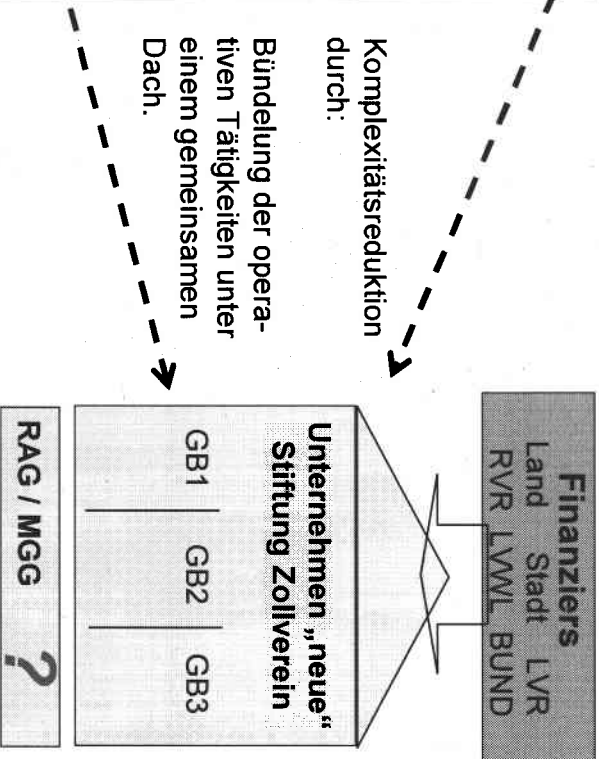 Komplexitätsreduktion
durch:
Bündelung der opera-
tiven Tätigkeiten unter
einem gemeinsamen
Dach.
Finanziers
Land Stadt LVR
RVR LWL BUND
Unternehmen „neue“
Stiftung Zollverein
GB1 GB2 GB3
RAG / MGG ?